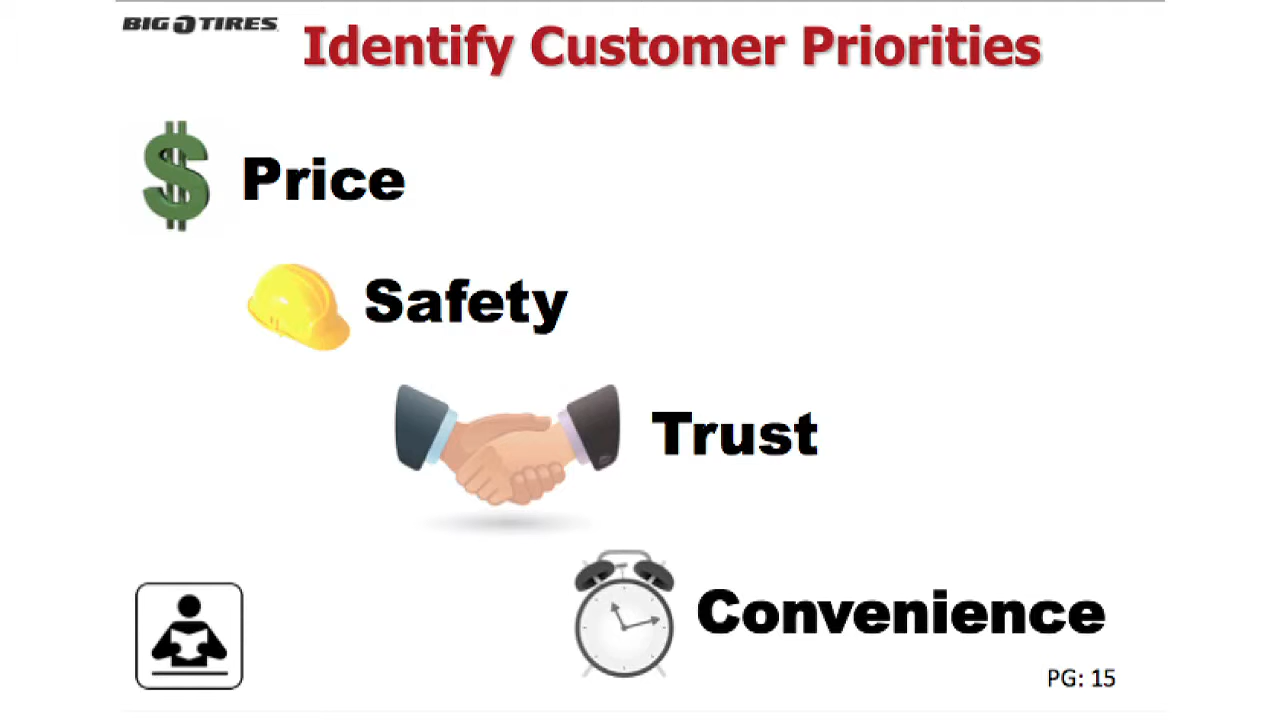 BIG O TIRES
Identify Customer Priorities
$ Price
Safety
Trust
Convenience
PG: 15